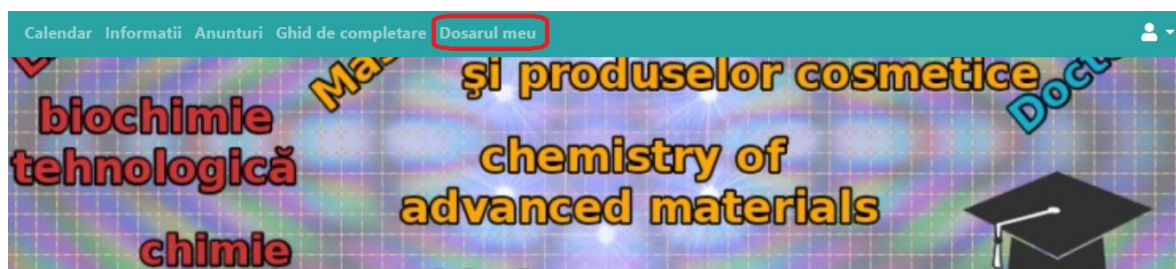 Calendar Informatii Anunturi Ghid de completare Dosarul meu
şi produselor cosmetice
biochimie
tehnologică
chemistry of
advanced materials
chimie